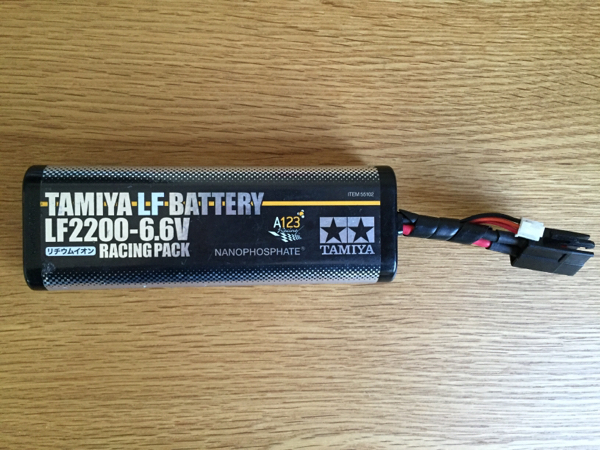 TAMIYA LF BATTERY
ITEM 55102
LF2200-6.6V
リチウムイオン RACING PACK
A123
Racing
NANOPHOSPHATE®
TAMIYA